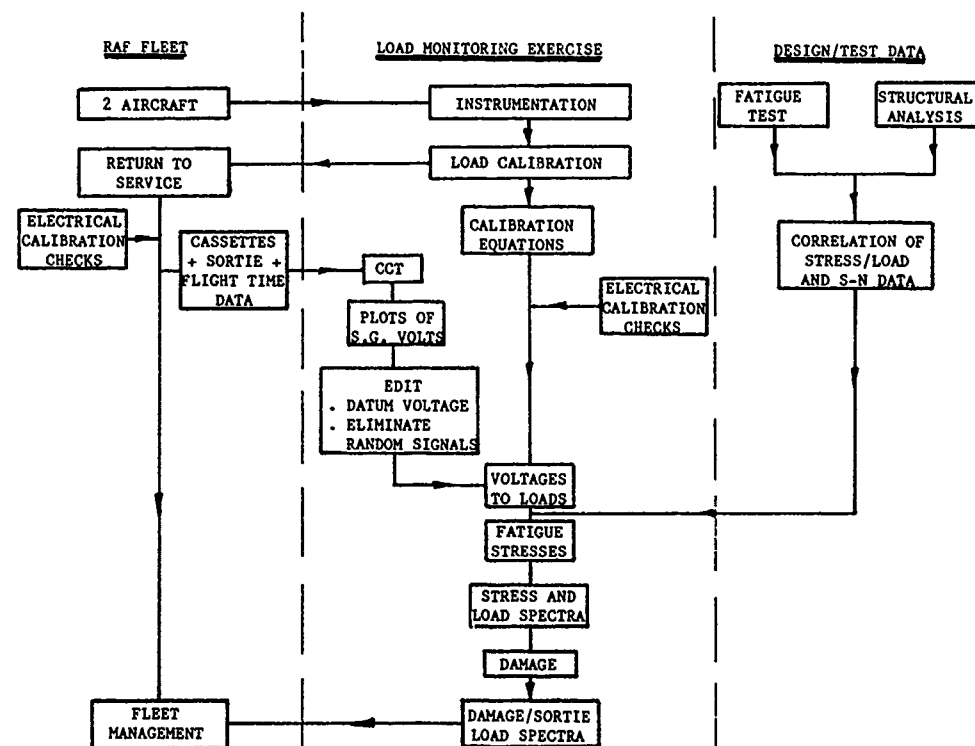 RAF FLEET
LOAD MONITORING EXERCISE
DESIGN/TEST DATA
2 AIRCRAFT
INSTRUMENTATION
FATIGUE
TEST
STRUCTURAL
ANALYSIS
RETURN TO
SERVICE
LOAD CALIBRATION
ELECTRICAL
CALIBRATION
CHECKS
CASSETTES
+ SORTIE +
FLIGHT TIME
DATA
CCT
CALIBRATION
EQUATIONS
CORRELATION OF
STRESS/LOAD
AND S-N DATA
ELECTRICAL
CALIBRATION
CHECKS
PLOTS OF
S.G. VOLTS
EDIT
. DATUM VOLTAGE
. ELIMINATE
RANDOM SIGNALS
VOLTAGES
TO LOADS
FATIGUE
STRESSES
STRESS AND
LOAD SPECTRA
DAMAGE
FLEET
MANAGEMENT
DAMAGE/SORTIE
LOAD SPECTRA